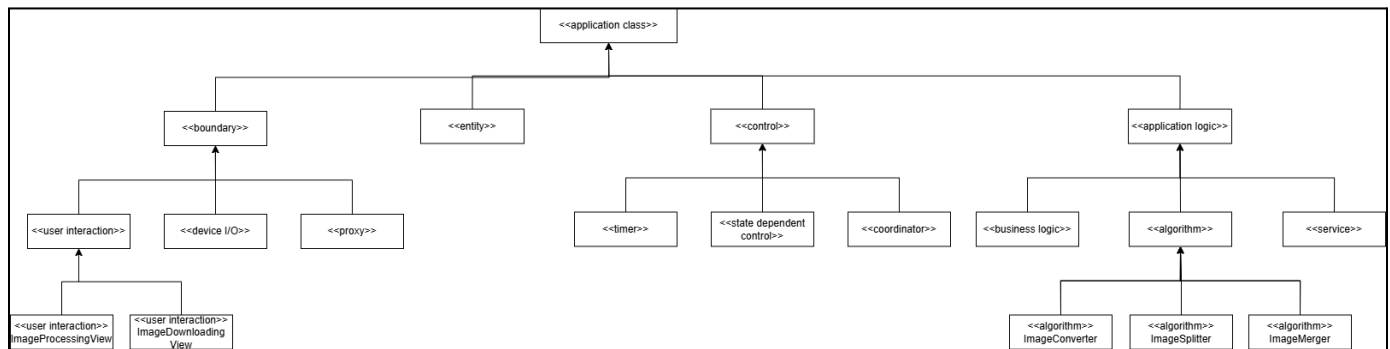 <<application class>>
<<boundary>>
<<entity>>
<<control>>
<<application logic>>
<<user interaction>>
<<device I/O>>
<<proxy>>
<<timer>>
<<state dependent
control>>
<<coordinator>>
<<business logic>>
<<algorithm>>
<<service>>
<<user interaction>>
ImageProcessingView
<<user interaction>>
ImageDownloading
View
<<algorithm>>
ImageConverter
<<algorithm>>
ImageSplitter
<<algorithm>>
ImageMerger